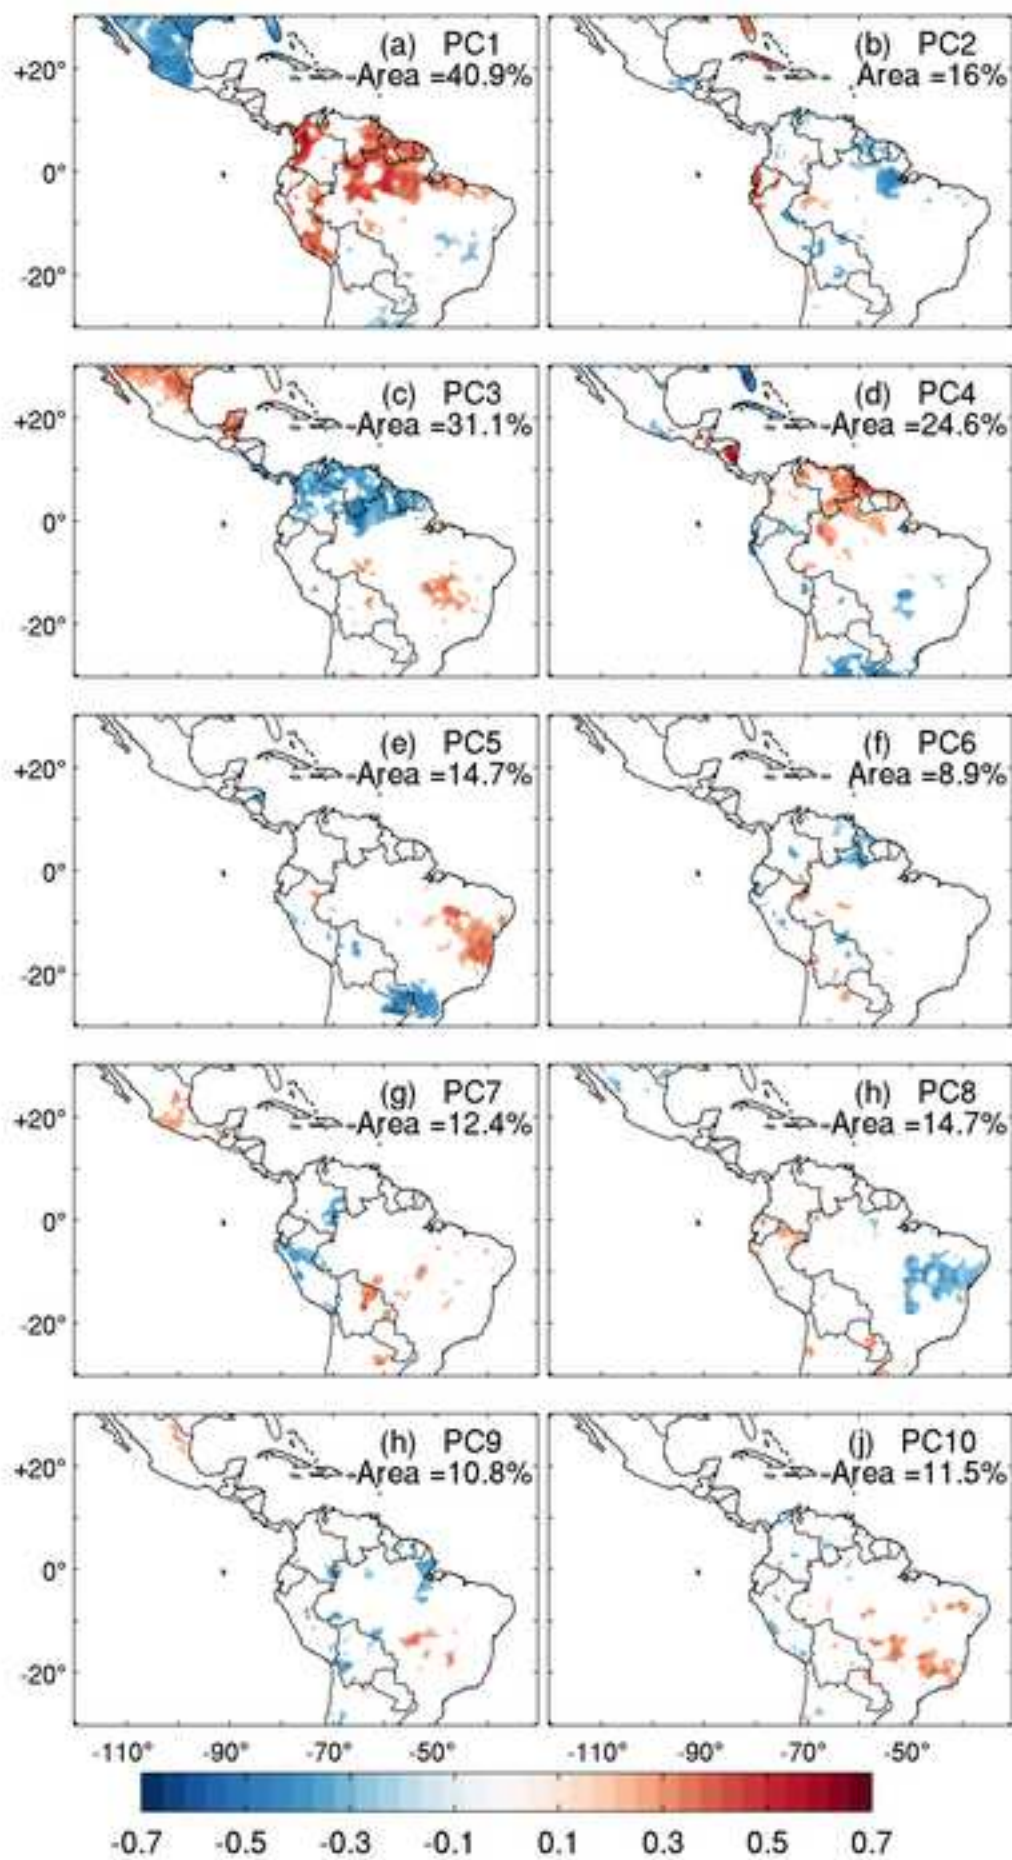 (a) PC1
Area =40.9%
(b) PC2
Area =16%
+20°
0°
-20°
(c) PC3
Area =31.1%
(d) PC4
Area =24.6%
+20°
0°
-20°
(e) PC5
Area =14.7%
(f) PC6
Area =8.9%
+20°
0°
-20°
(g) PC7
Area =12.4%
(h) PC8
Area =14.7%
+20°
0°
-20°
(h) PC9
Area =10.8%
(j) PC10
Area =11.5%
+20°
0°
-20°
-110° -90° -70° -50° -110° -90° -70° -50°
-0.7 -0.5 -0.3 -0.1 0.1 0.3 0.5 0.7